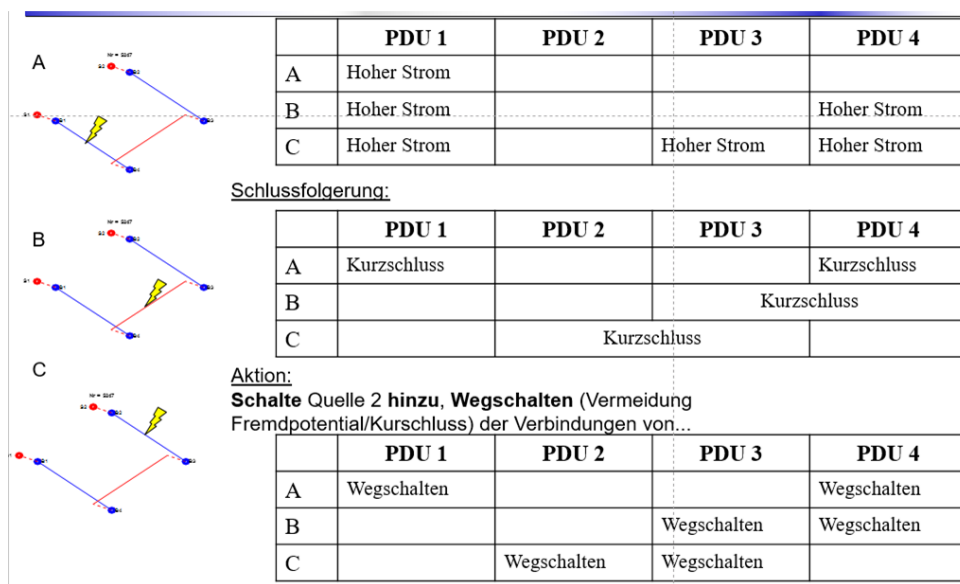 PDU 1 PDU 2 PDU 3 PDU 4
A Hoher Strom
B Hoher Strom Hoher Strom
C Hoher Strom Hoher Strom Hoher Strom
Schlussfolgerung:
PDU 1 PDU 2 PDU 3 PDU 4
A Kurzschluss Kurzschluss
B Kurzschluss
C Kurzschluss
Aktion:
Schalte Quelle 2 hinzu, Wegschalten (Vermeidung
Fremdpotential/Kurschluss) der Verbindungen von...
PDU 1 PDU 2 PDU 3 PDU 4
A Wegschalten Wegschalten
B Wegschalten Wegschalten
C Wegschalten Wegschalten
A
B
C